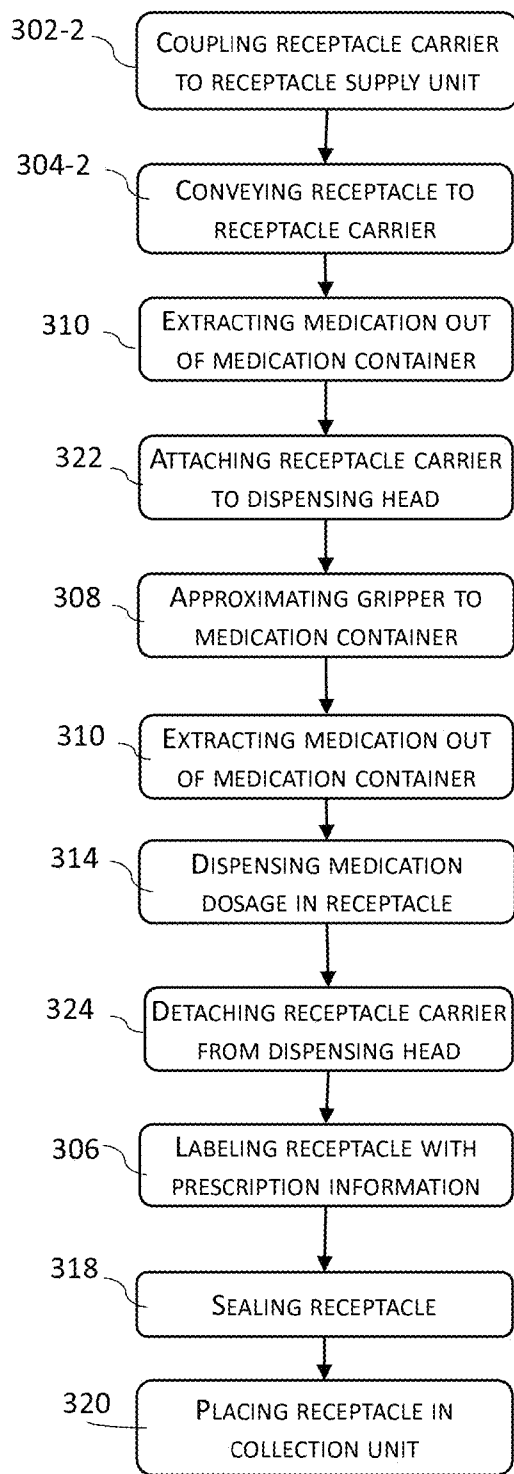 302-2
COUPLING RECEPTACLE CARRIER
TO RECEPTACLE SUPPLY UNIT
304-2
CONVEYING RECEPTACLE TO
RECEPTACLE CARRIER
310
EXTRACTING MEDICATION OUT
OF MEDICATION CONTAINER
322
ATTACHING RECEPTACLE CARRIER
TO DISPENSING HEAD
308
APPROXIMATING GRIPPER TO
MEDICATION CONTAINER
310
EXTRACTING MEDICATION OUT
OF MEDICATION CONTAINER
314
DISPENSING MEDICATION
DOSAGE IN RECEPTACLE
324
DETACHING RECEPTACLE CARRIER
FROM DISPENSING HEAD
306
LABELING RECEPTACLE WITH
PRESCRIPTION INFORMATION
318
SEALING RECEPTACLE
320
PLACING RECEPTACLE IN
COLLECTION UNIT